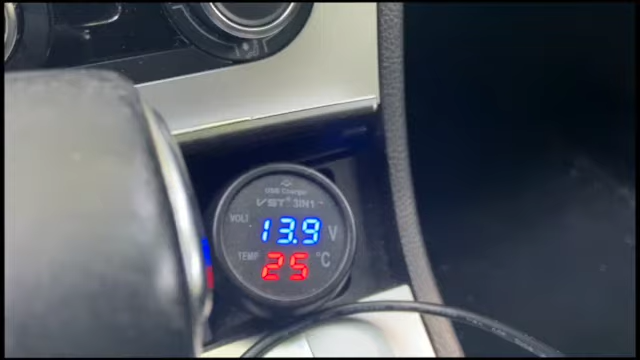 USB Charger
VST® 3IN1
VOLT 13.9 V
TEMP 25 °C